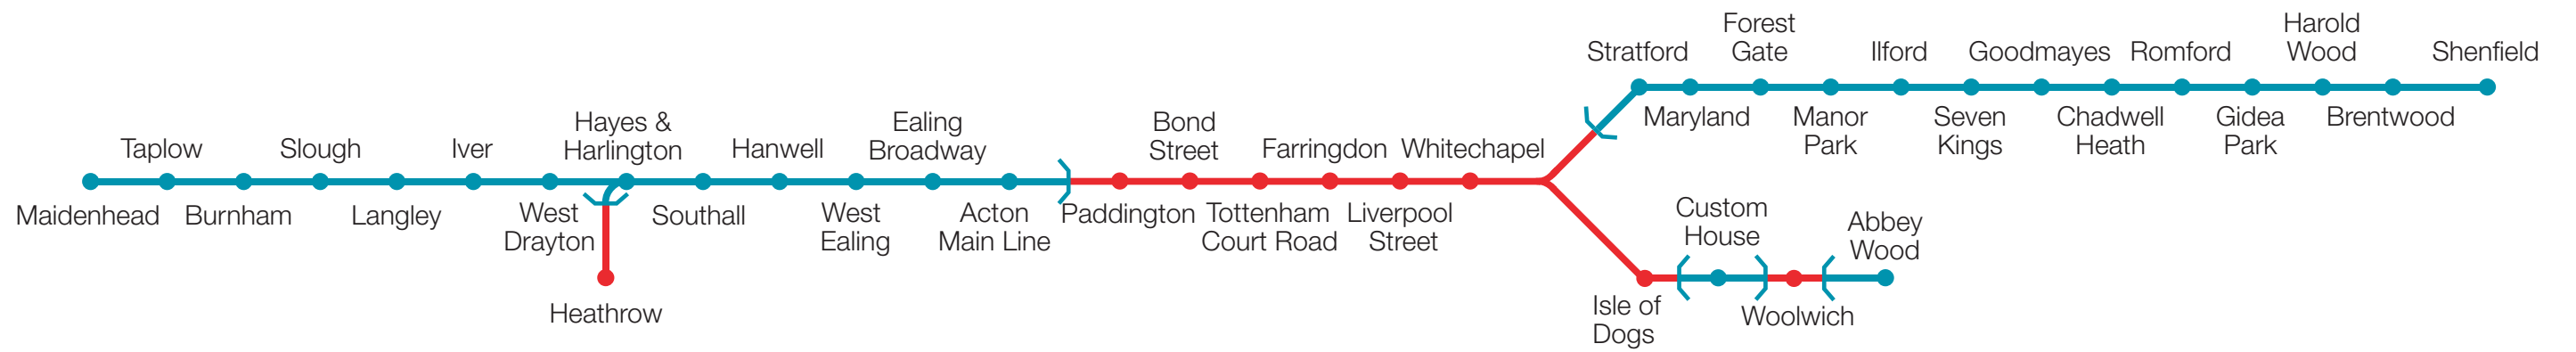 Maidenhead
Taplow
Burnham
Slough
Langley
Iver
West
Drayton
Hayes &
Harlington
Heathrow
Southall
Hanwell
West
Ealing
Ealing
Broadway
Acton
Main Line
Paddington
Bond
Street
Tottenham
Court Road
Farringdon
Liverpool
Street
Whitechapel
Stratford
Maryland
Forest
Gate
Manor
Park
Ilford
Seven
Kings
Goodmayes
Chadwell
Heath
Romford
Gidea
Park
Harold
Wood
Brentwood
Shenfield
Isle of
Dogs
Custom
House
Woolwich
Abbey
Wood